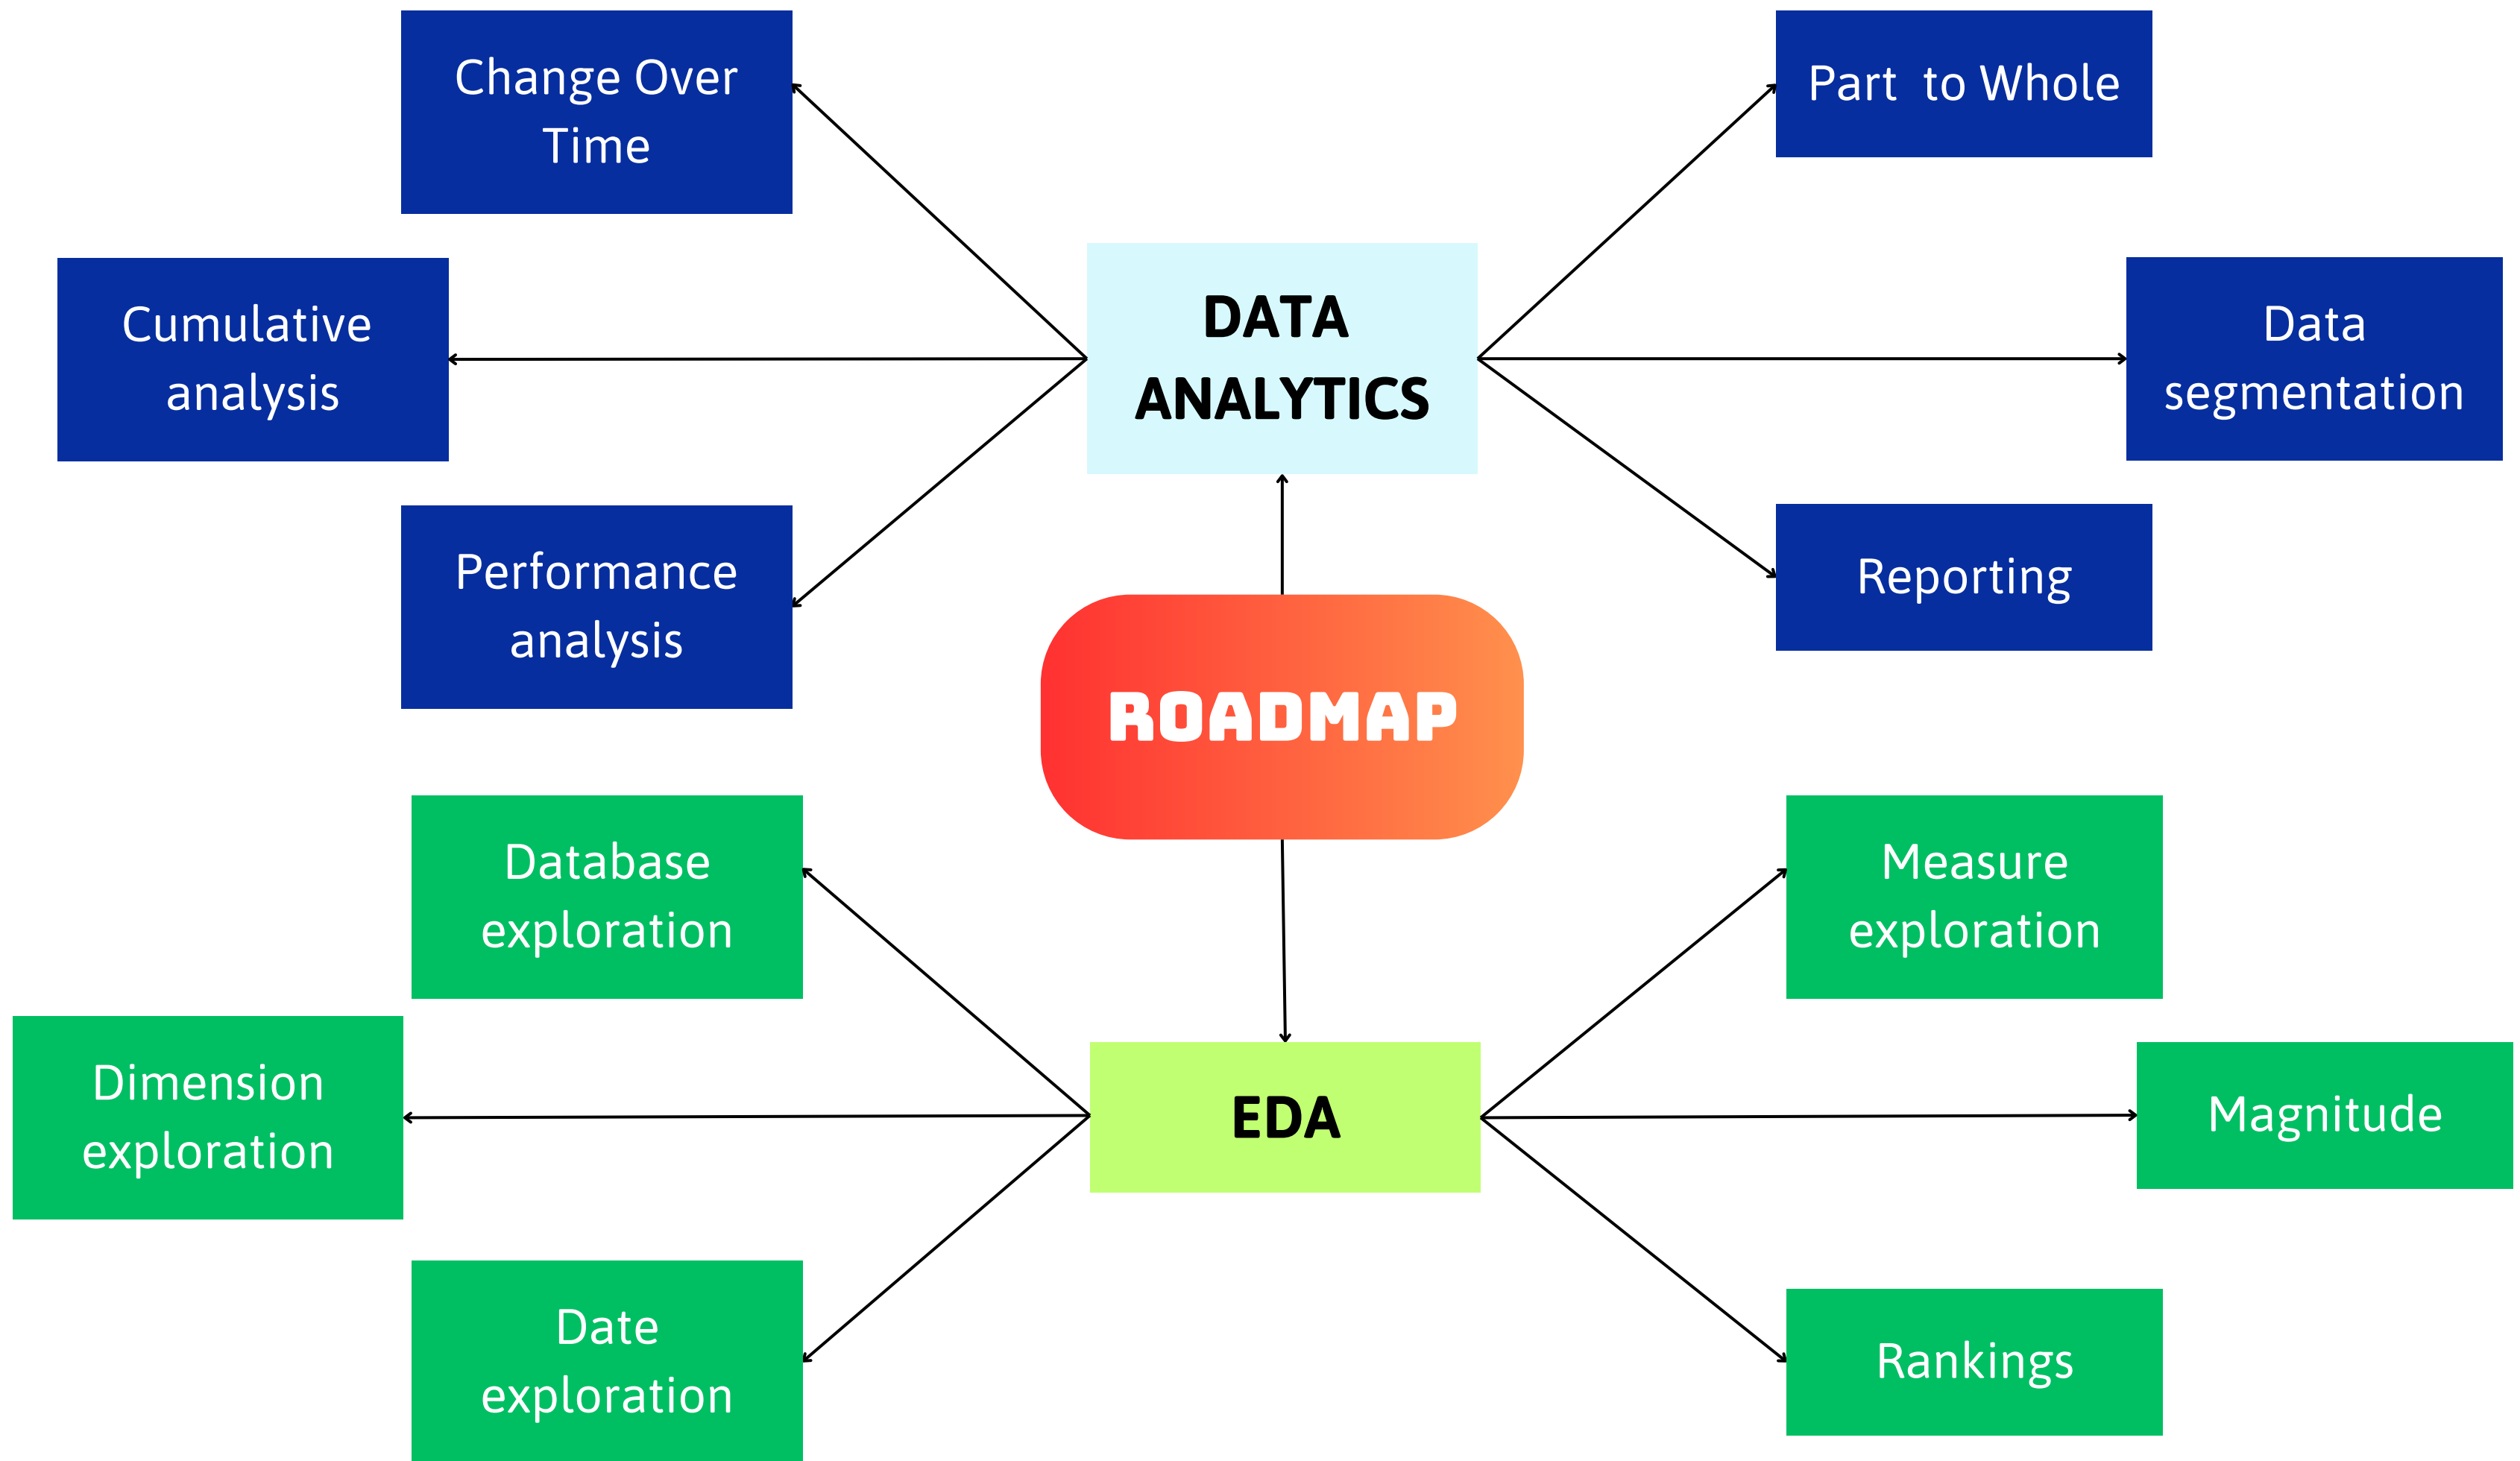 Change Over
Time
Part  to Whole
DATA
ANALYTICS
Cumulative
analysis
Data
segmentation
Performance
analysis
Reporting
ROADMAP
Database
exploration
Measure
exploration
Dimension
exploration
EDA
Magnitude
Date
exploration
Rankings